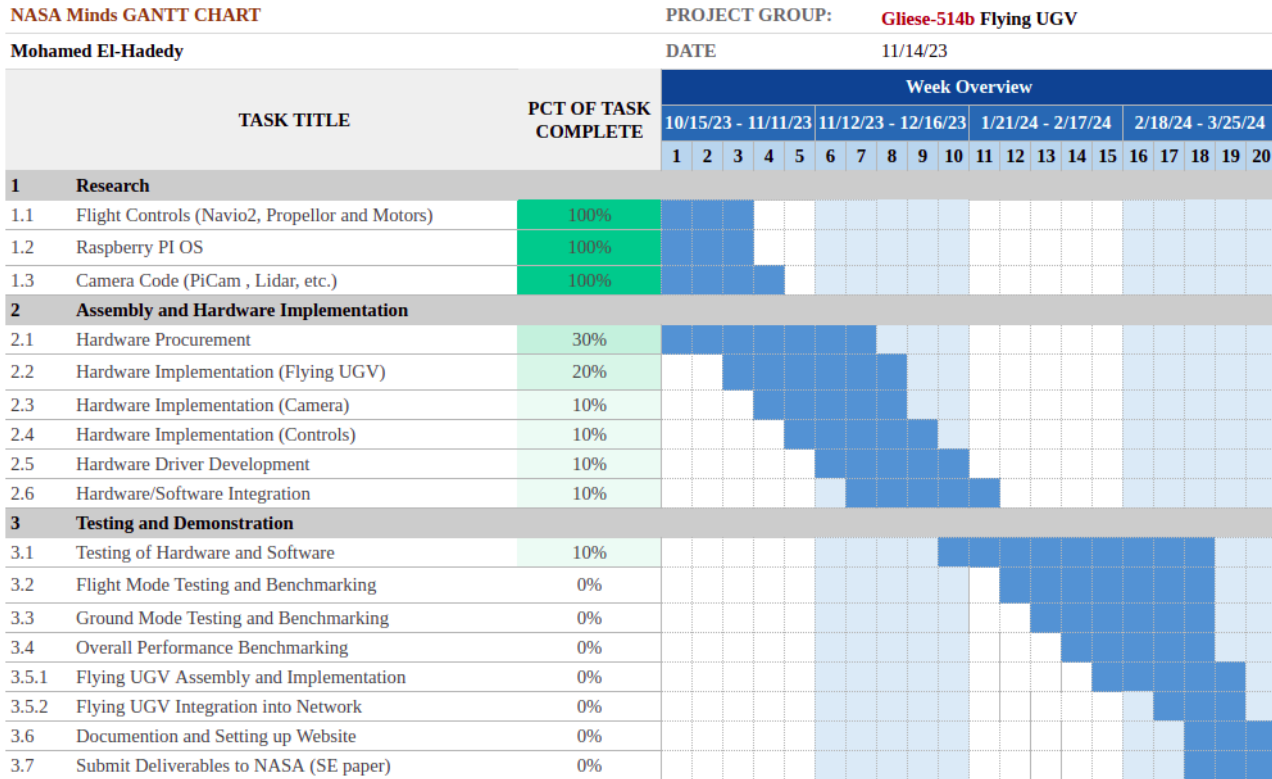 NASA Minds GANTT CHART PROJECT GROUP: Gliese-514b Flying UGV
Mohamed El-Hadedy DATE 11/14/23
TASK TITLE PCT OF TASK COMPLETE Week Overview
10/15/23 - 11/11/23 11/12/23 - 12/16/23 1/21/24 - 2/17/24 2/18/24 - 3/25/24
1 2 3 4 5 6 7 8 9 10 11 12 13 14 15 16 17 18 19 20
1 Research
1.1 Flight Controls (Navio2, Propellor and Motors) 100%
1.2 Raspberry PI OS 100%
1.3 Camera Code (PiCam , Lidar, etc.) 100%
2 Assembly and Hardware Implementation
2.1 Hardware Procurement 30%
2.2 Hardware Implementation (Flying UGV) 20%
2.3 Hardware Implementation (Camera) 10%
2.4 Hardware Implementation (Controls) 10%
2.5 Hardware Driver Development 10%
2.6 Hardware/Software Integration 10%
3 Testing and Demonstration
3.1 Testing of Hardware and Software 10%
3.2 Flight Mode Testing and Benchmarking 0%
3.3 Ground Mode Testing and Benchmarking 0%
3.4 Overall Performance Benchmarking 0%
3.5.1 Flying UGV Assembly and Implementation 0%
3.5.2 Flying UGV Integration into Network 0%
3.6 Documention and Setting up Website 0%
3.7 Submit Deliverables to NASA (SE paper) 0%